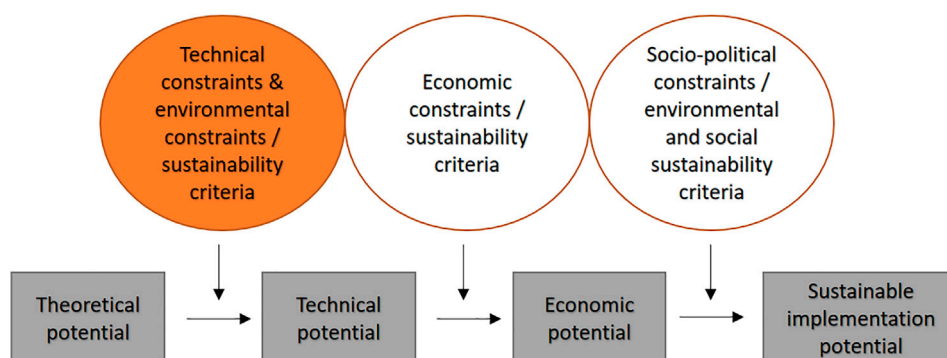 Technical
constraints &
environmental
constraints /
sustainability
criteria
Economic
constraints /
sustainability
criteria
Socio-political
constraints /
environmental
and social
sustainability
criteria
Theoretical
potential
Technical
potential
Economic
potential
Sustainable
implementation
potential